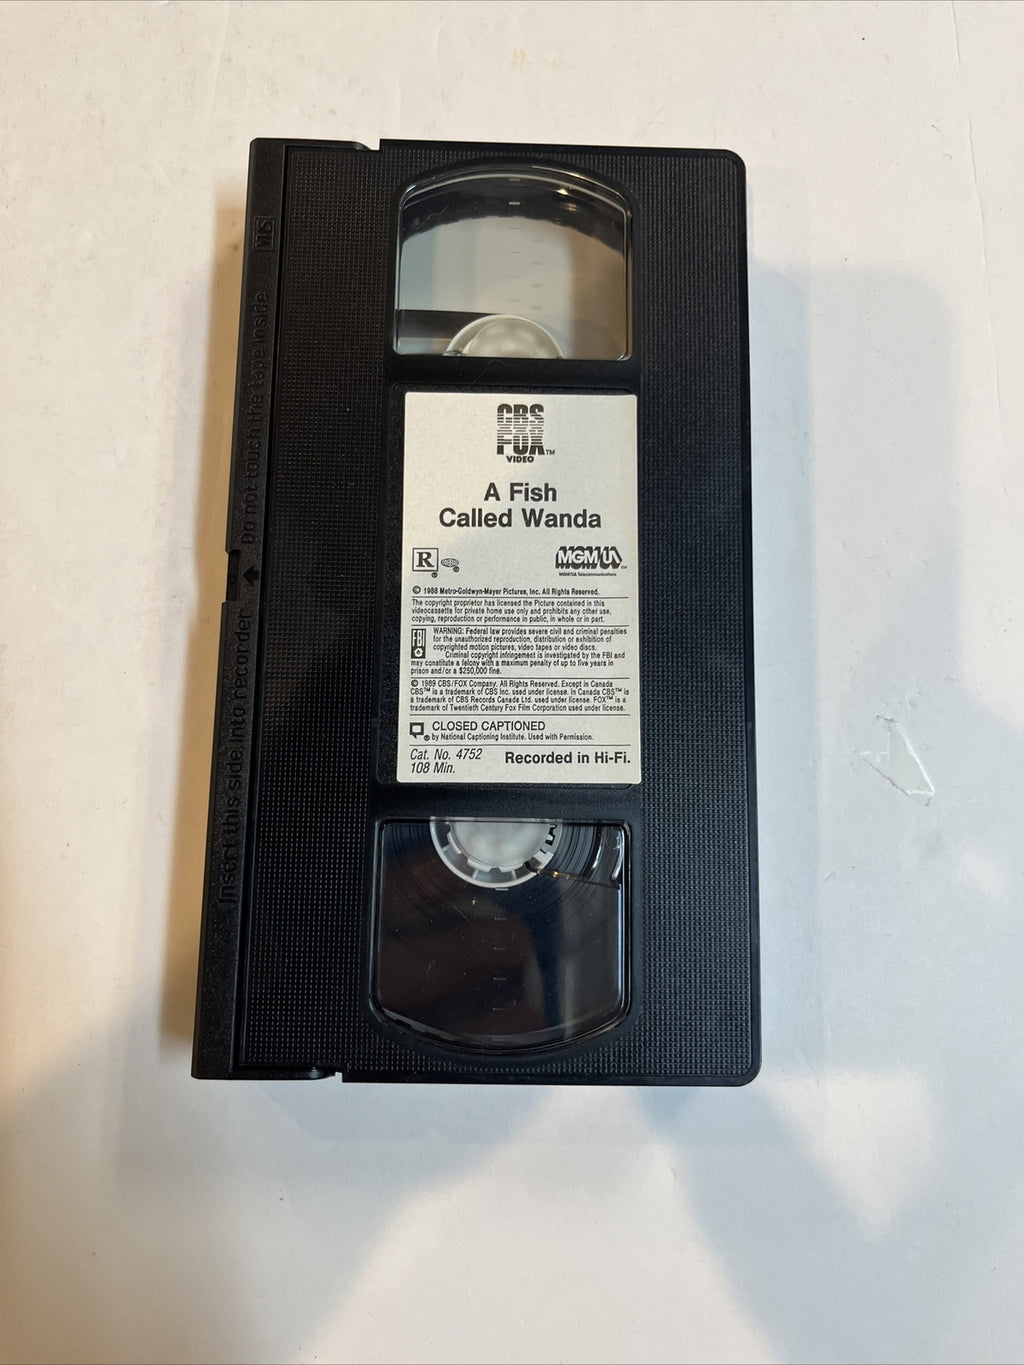 VHS
Do not touch the tape inside
Insert this side into recorder
CBS
FOX™
VIDEO
A Fish
Called Wanda
R
MGM/UA™
MGM/UA Telecommunications
© 1988 Metro-Goldwyn-Mayer Pictures, Inc. All Rights Reserved.
The copyright proprietor has licensed the Picture contained in this
videocassette for private home use only and prohibits any other use,
copying, reproduction or performance in public, in whole or in part.
FBI
WARNING: Federal law provides severe civil and criminal penalties
for the unauthorized reproduction, distribution or exhibition of
copyrighted motion pictures, video tapes or video discs.
Criminal copyright infringement is investigated by the FBI and
may constitute a felony with a maximum penalty of up to five years in
prison and/or a $250,000 fine.
© 1989 CBS/FOX Company. All Rights Reserved. Except in Canada
CBS™ is a trademark of CBS Inc. used under license. In Canada CBS™ is
a trademark of CBS Records Canada Ltd. used under license. FOX™ is a
trademark of Twentieth Century Fox Film Corporation used under license.
CLOSED CAPTIONED
® by National Captioning Institute. Used with Permission.
Cat. No. 4752
108 Min.
Recorded in Hi-Fi.